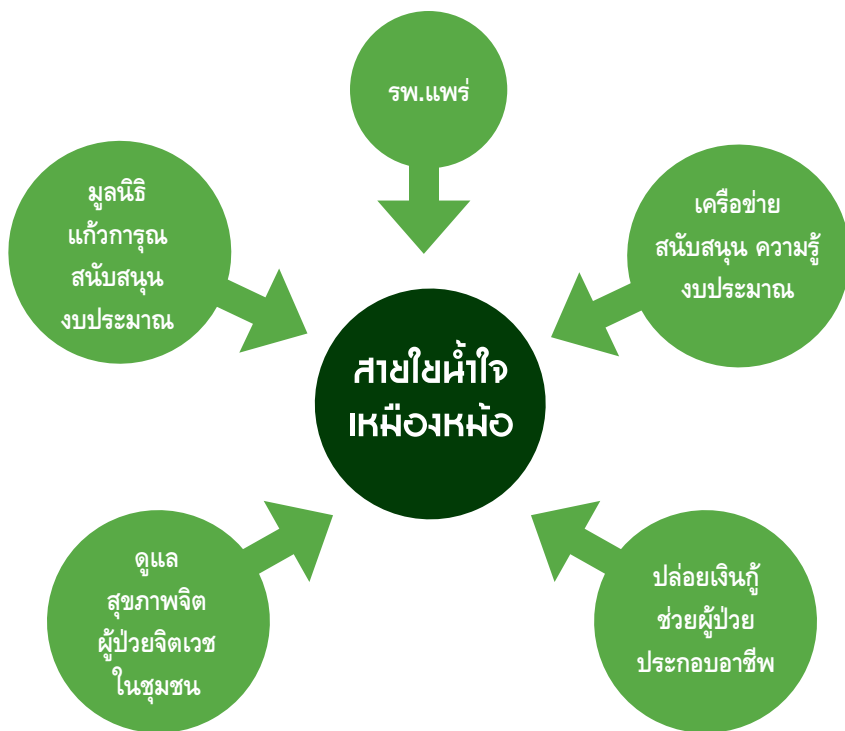 รพ.แพร่
มูลนิธิ
แก้วการุณ
สนับสนุน
งบประมาณ
เครือข่าย
สนับสนุน ความรู้
งบประมาณ
สายใยน้ำใจ
เหมืองหม้อ
ดูแล
สุขภาพจิต
ผู้ป่วยจิตเวช
ในชุมชน
ปล่อยเงินกู้
ช่วยผู้ป่วย
ประกอบอาชีพ